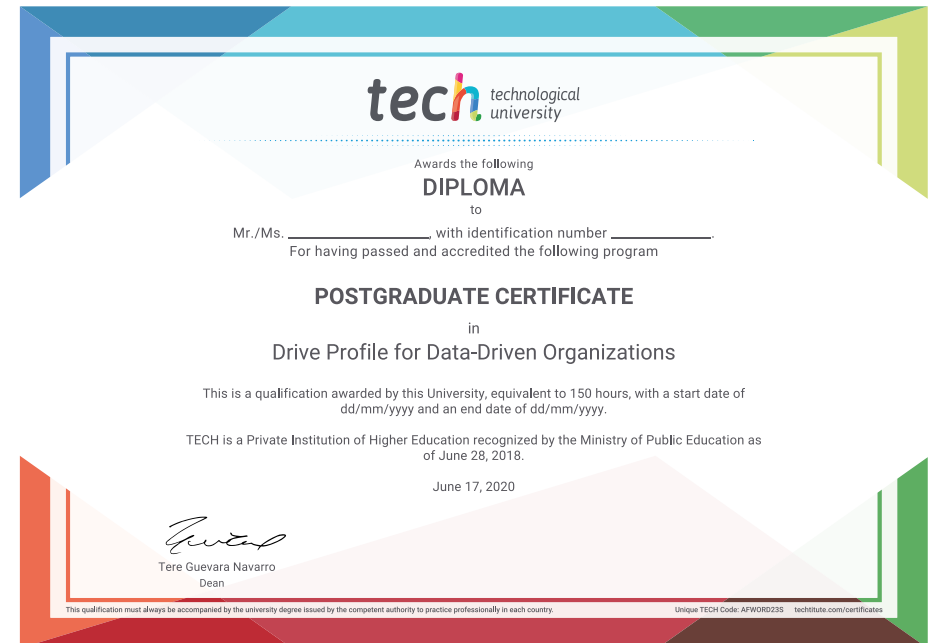 tech technological
university
Awards the following
DIPLOMA
to
Mr./Ms. ____________________, with identification number ______________.
For having passed and accredited the following program
POSTGRADUATE CERTIFICATE
in
Drive Profile for Data-Driven Organizations
This is a qualification awarded by this University, equivalent to 150 hours, with a start date of
dd/mm/yyyy and an end date of dd/mm/yyyy.
TECH is a Private Institution of Higher Education recognized by the Ministry of Public Education as
of June 28, 2018.
June 17, 2020
Tere Guevara Navarro
Dean
This qualification must always be accompanied by the university degree issued by the competent authority to practice professionally in each country. Unique TECH Code: AFWORD23S techtitute.com/certificates